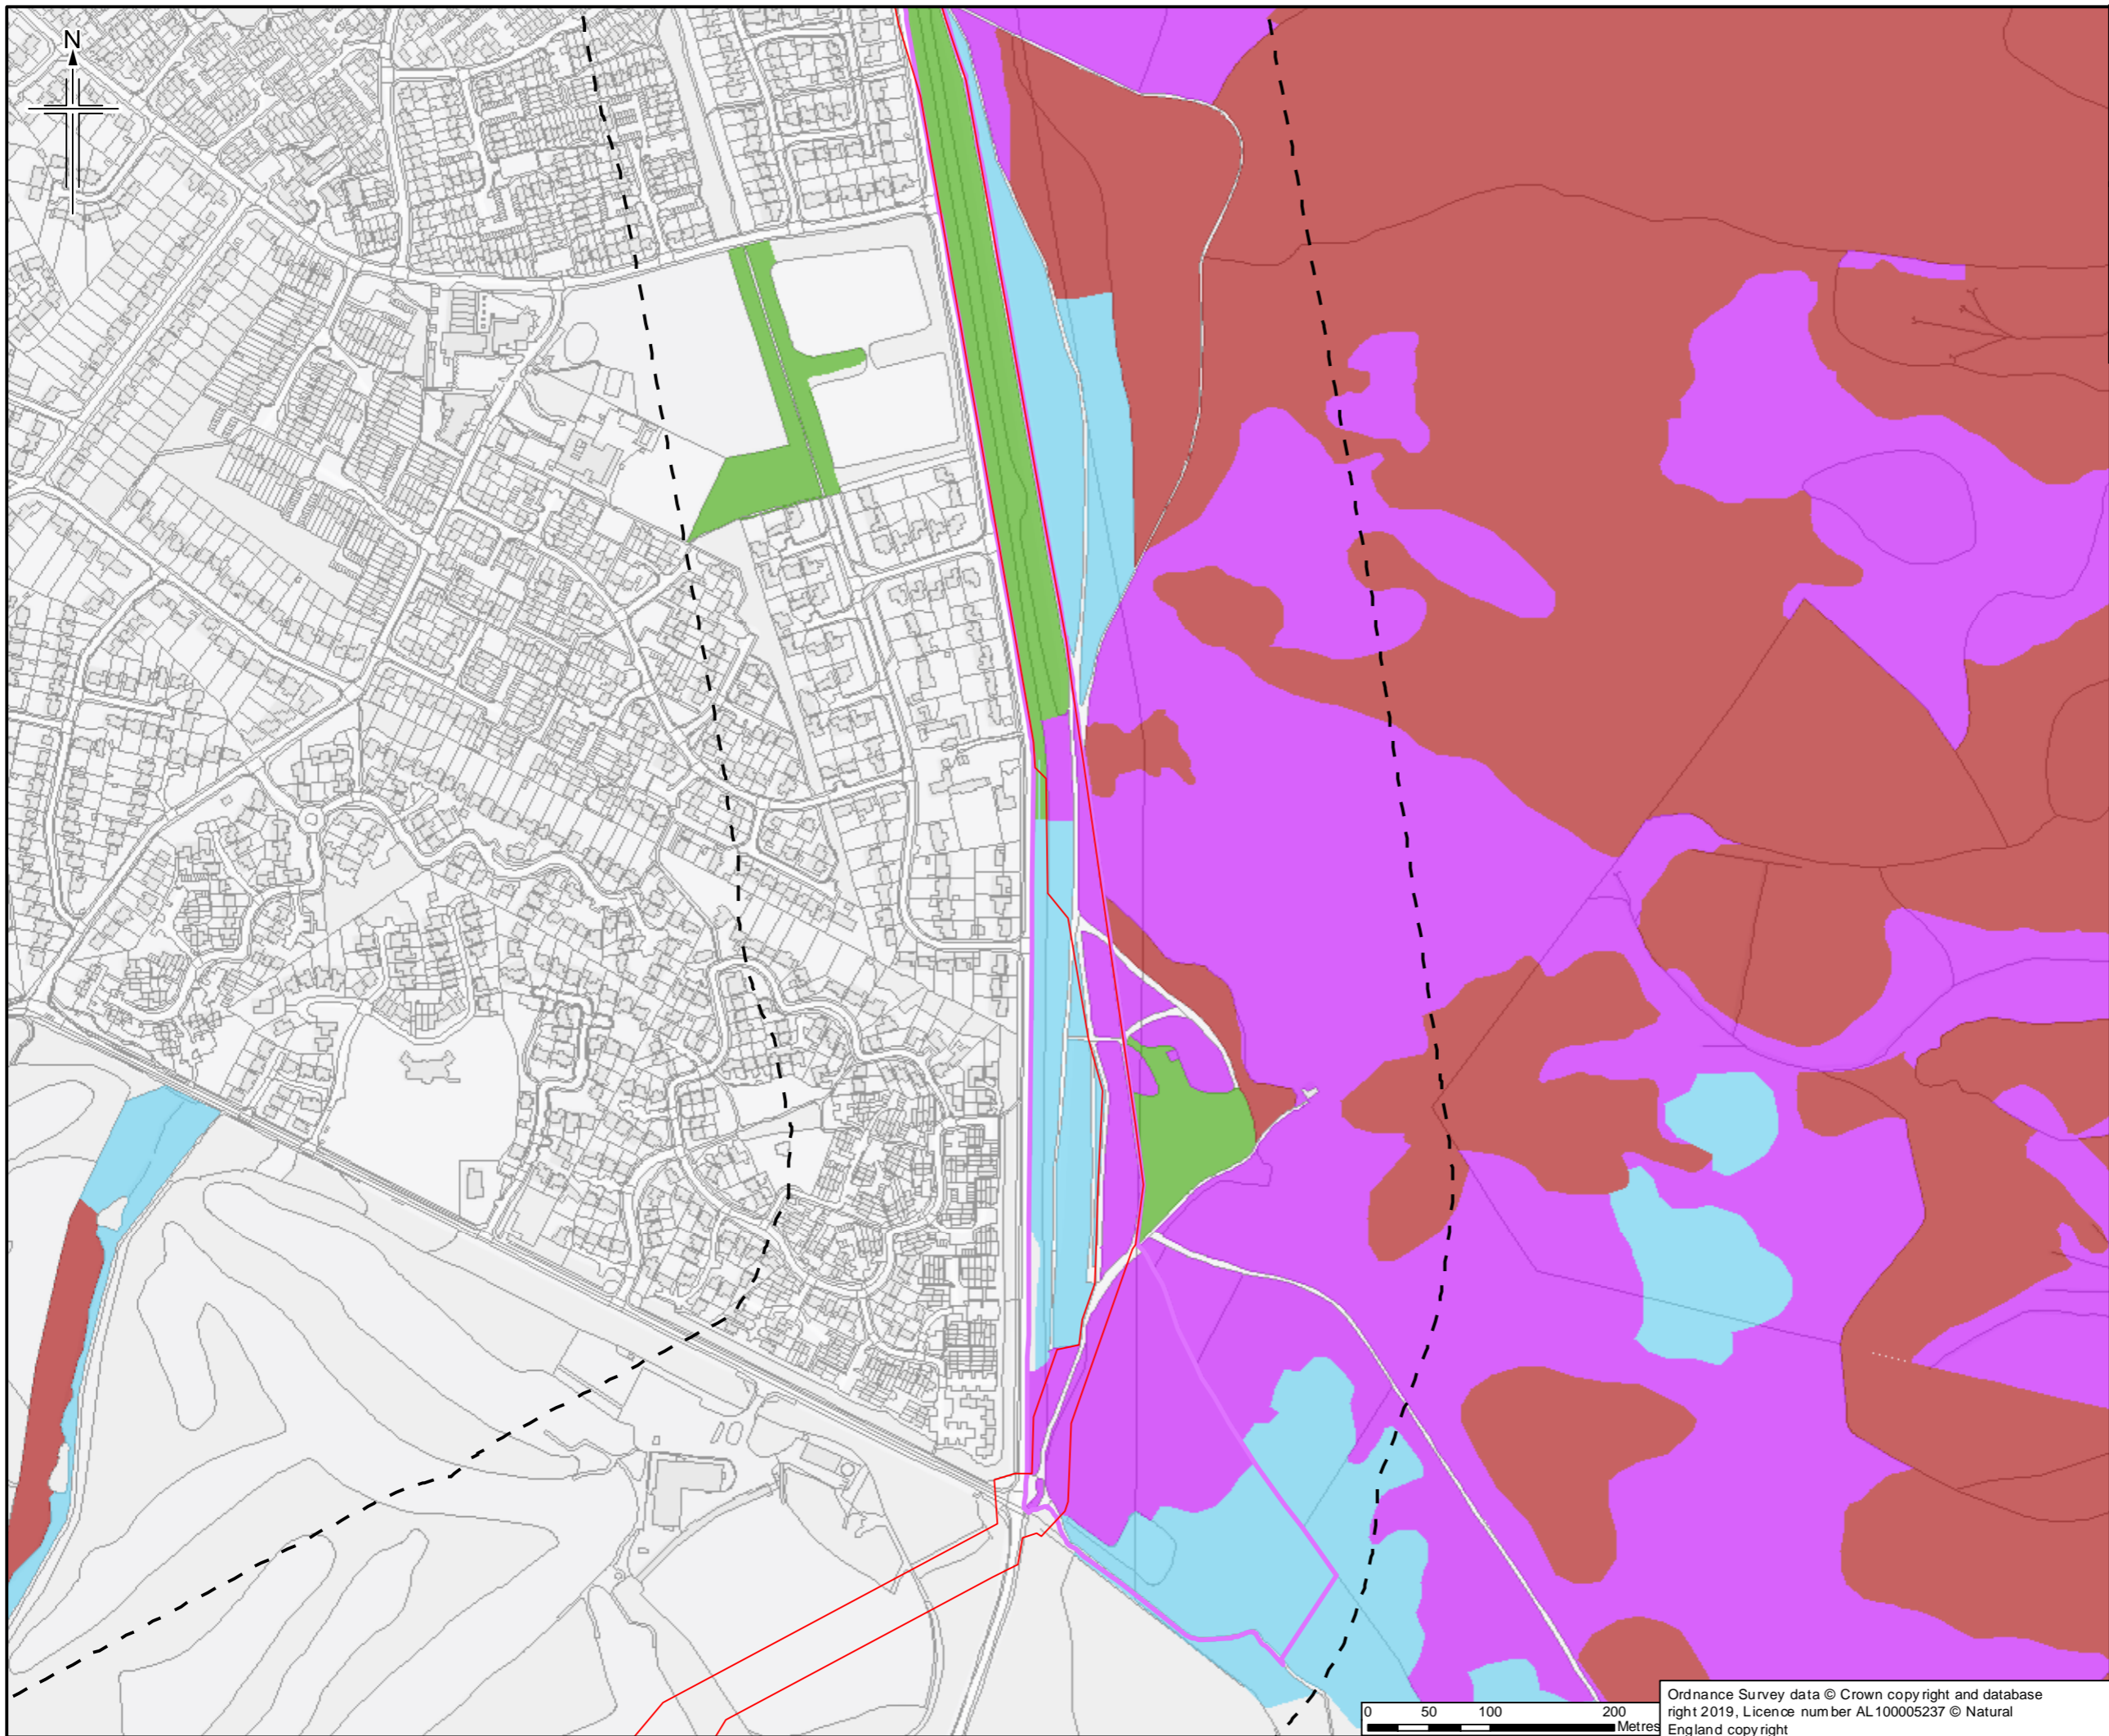 N
0 50 100 200
Metres
Ordnance Survey data © Crown copyright and database
right 2019, Licence number AL100005237 © Natural
England copyright